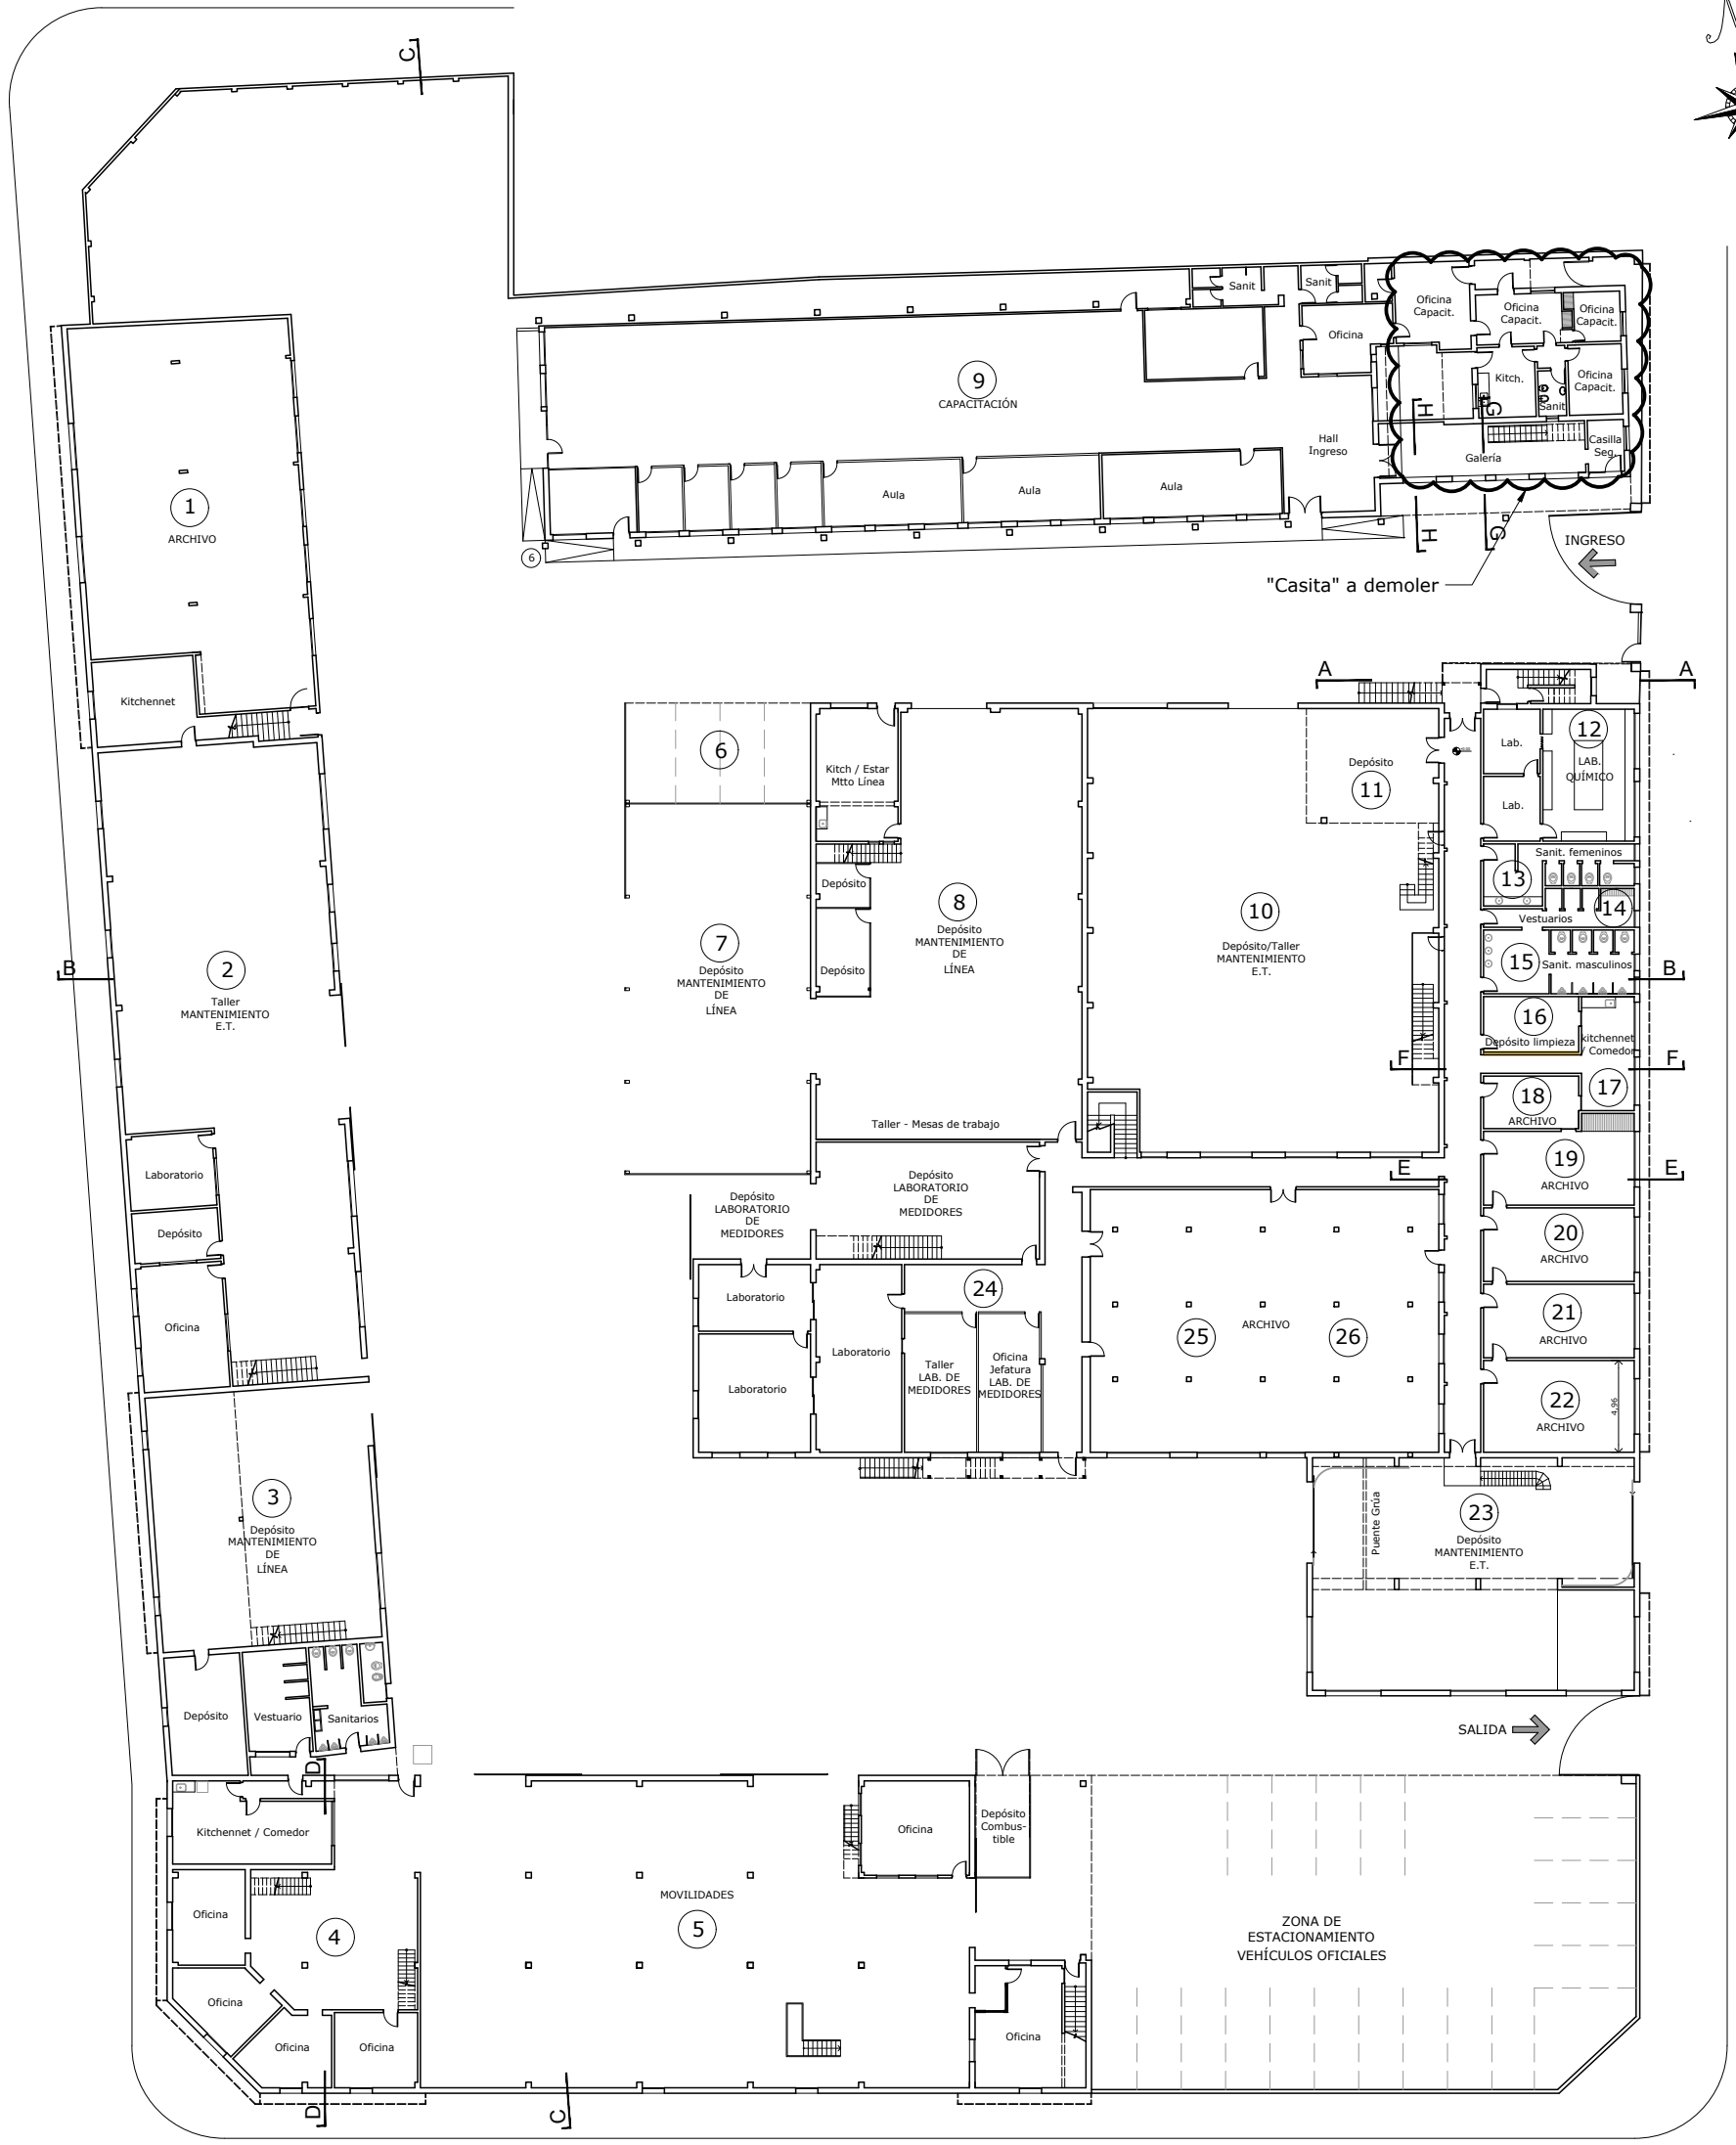 C
Sanit
Sanit
Oficina
Capacit.
Oficina
Capacit.
Oficina
Capacit.
Oficina
9
CAPACITACIÓN
Kitch.
Oficina
Capacit.
Sanit
H
G
Hall
Ingreso
Casilla
Seg.
Galería
Aula
Aula
Aula
1
ARCHIVO
H
G
6
INGRESO
"Casita" a demoler
A
A
Kitchennet
6
Kitch / Estar
Mtto Línea
Depósito
11
Lab.
12
LAB.
QUÍMICO
Lab.
Sanit. femeninos
13
Depósito
8
Depósito
MANTENIMIENTO
DE
LÍNEA
10
Depósito/Taller
MANTENIMIENTO
E.T.
14
Vestuarios
7
Depósito
MANTENIMIENTO
DE
LÍNEA
Depósito
15
Sanit. masculinos
B
B
2
Taller
MANTENIMIENTO
E.T.
16
Depósito limpieza
kitchennet
/ Comedor
F
F
17
18
ARCHIVO
Taller - Mesas de trabajo
Laboratorio
Depósito
LABORATORIO
DE
MEDIDORES
Depósito
LABORATORIO
DE
MEDIDORES
E
E
19
ARCHIVO
Depósito
20
ARCHIVO
24
Laboratorio
Oficina
Laboratorio
Laboratorio
Taller
LAB. DE
MEDIDORES
Oficina
Jefatura
LAB. DE
MEDIDORES
25
ARCHIVO
26
21
ARCHIVO
22
ARCHIVO
4,96
3
Depósito
MANTENIMIENTO
DE
LÍNEA
Puente Grúa
23
Depósito
MANTENIMIENTO
E.T.
Depósito
Vestuario
Sanitarios
SALIDA
D
Kitchennet / Comedor
Oficina
Depósito
Combus-
tible
Oficina
4
MOVILIDADES
5
ZONA DE
ESTACIONAMIENTO
VEHÍCULOS OFICIALES
Oficina
Oficina
Oficina
Oficina
D
C